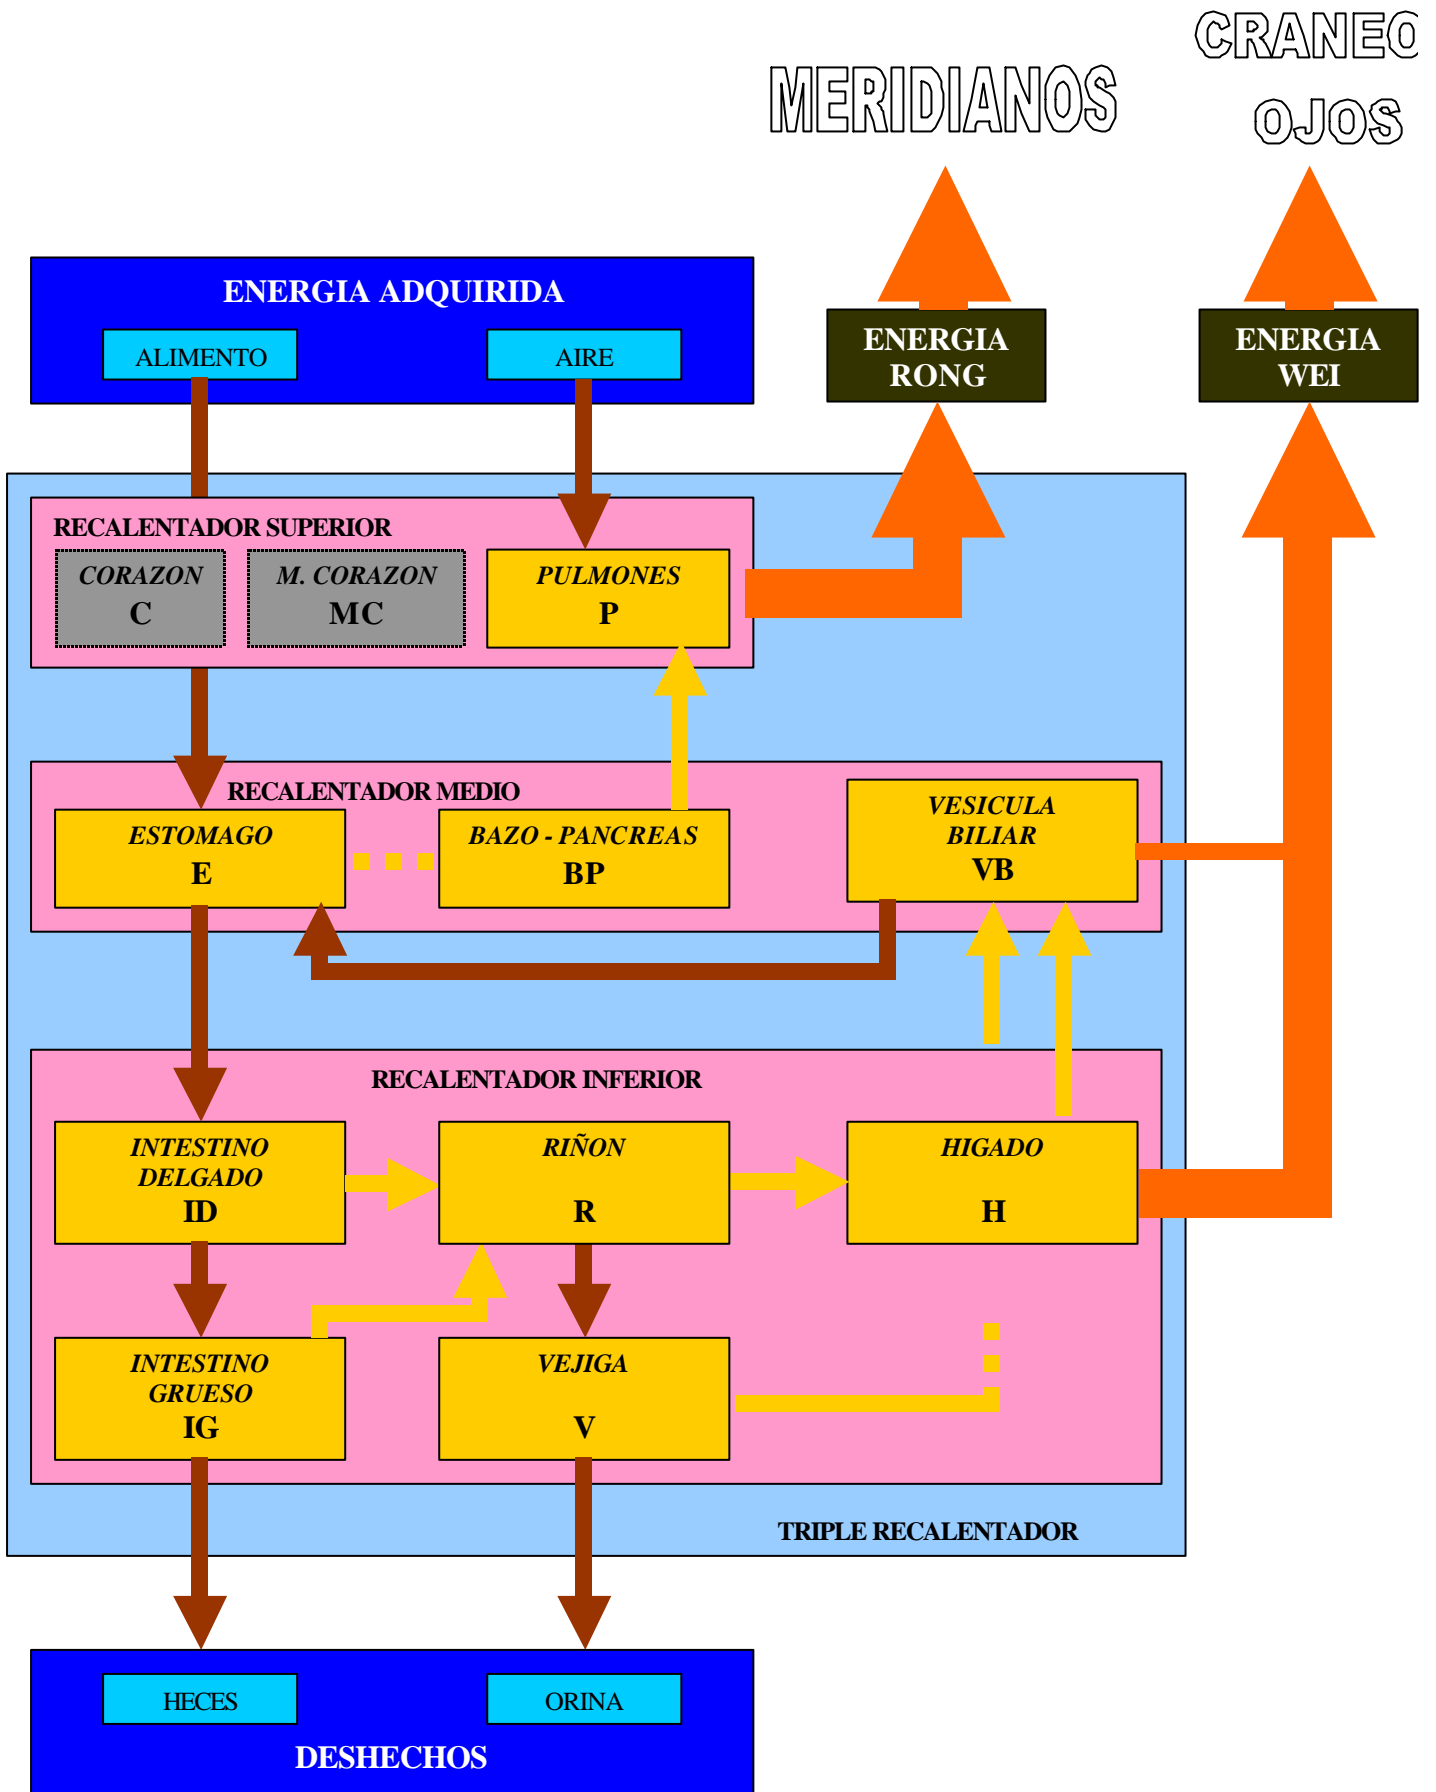 CRANEO
OJOS
MERIDIANOS
ENERGIA ADQUIRIDA
ALIMENTO
AIRE
ENERGIA
RONG
ENERGIA
WEI
RECALENTADOR SUPERIOR
CORAZON
C
M. CORAZON
MC
PULMONES
P
RECALENTADOR MEDIO
ESTOMAGO
E
BAZO - PANCREAS
BP
VESICULA
BILIAR
VB
RECALENTADOR INFERIOR
INTESTINO
DELGADO
ID
RIÑON
R
HIGADO
H
INTESTINO
GRUESO
IG
VEJIGA
V
TRIPLE RECALENTADOR
HECES
ORINA
DESHECHOS